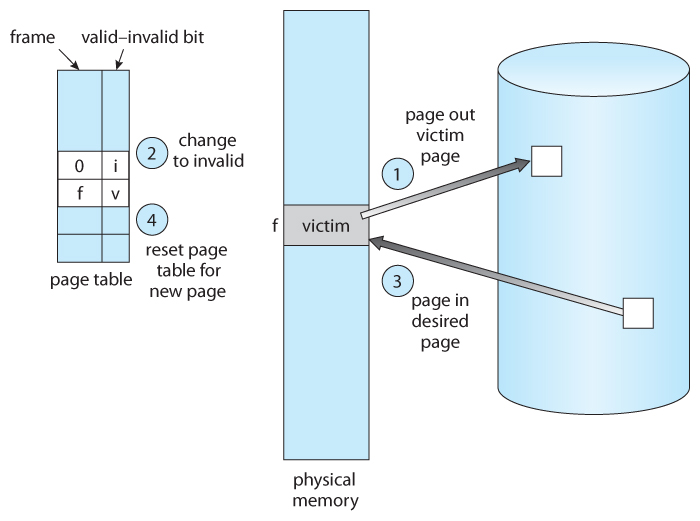 frame
valid–invalid bit
0
i
f
v
2
change
to invalid
4
reset page
table for
new page
page table
f
victim
physical
memory
page out
victim
page
1
3
page in
desired
page